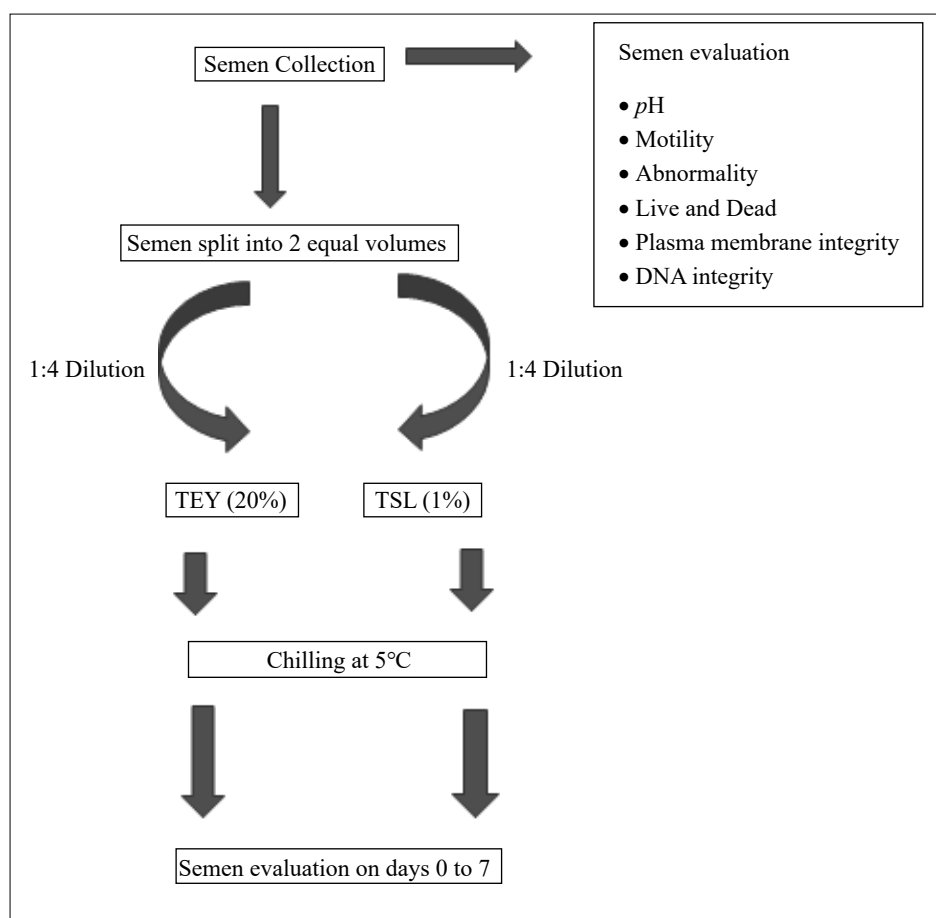 Semen Collection
Semen evaluation
• pH
• Motility
• Abnormality
• Live and Dead
• Plasma membrane integrity
• DNA integrity
Semen split into 2 equal volumes
1:4 Dilution
1:4 Dilution
TEY (20%)
TSL (1%)
Chilling at 5°C
Semen evaluation on days 0 to 7